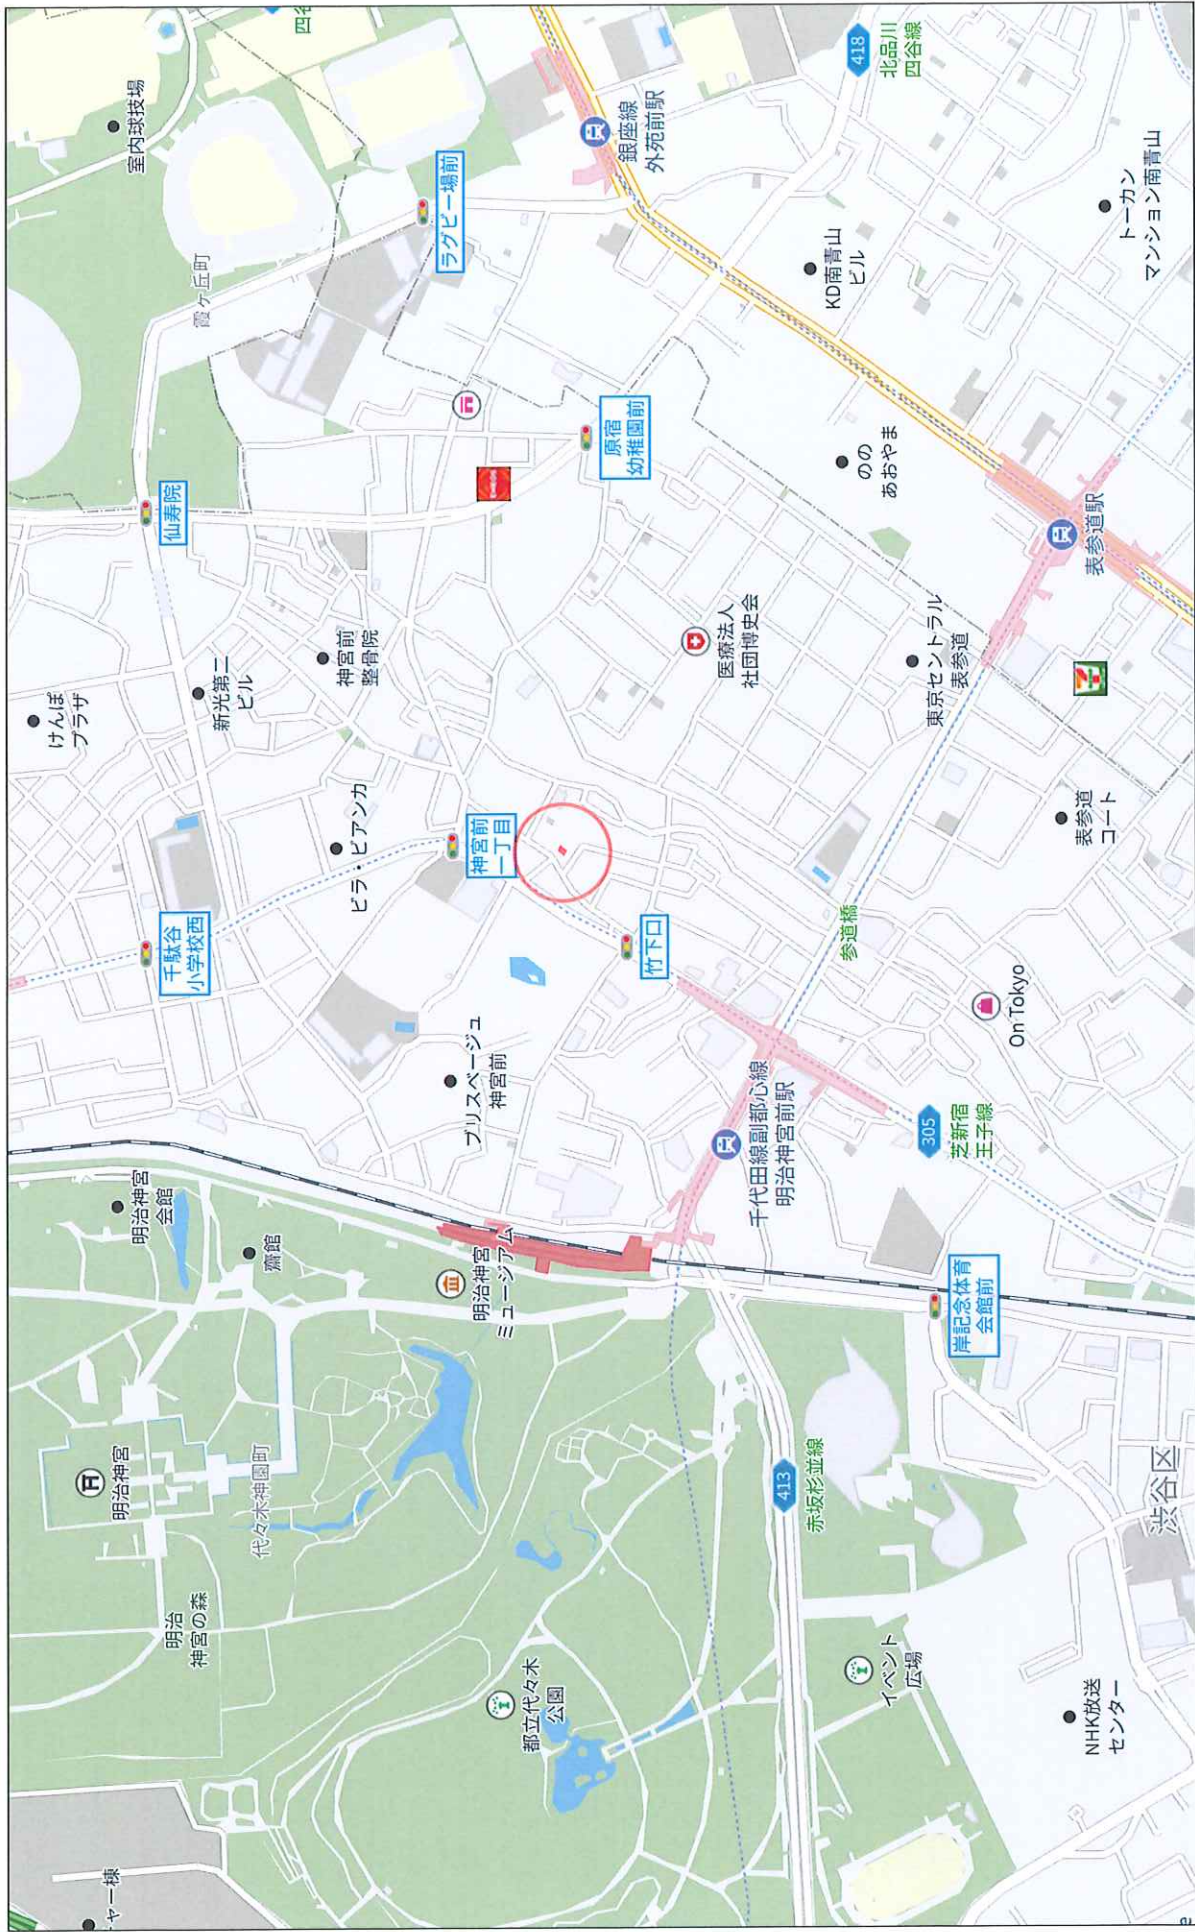 ヤー棟
明治
神宮の森
明治神宮
代々木神園町
明治神宮
会館
齋館
明治神宮
ミュージアム
都立代々木
公園
イベント
広場
NHK放送
センター
渋谷区
413
赤坂杉並線
岸記念体育
会館前
305
芝新宿
王子線
千代田線副都心線
明治神宮前駅
ブリスベージュ
神宮前
千駄谷
小学校西
けんぽ
プラザ
新光第二
ビル
ビラ・ビアンカ
神宮前
整骨院
神宮前
一丁目
竹下口
参道橋
On Tokyo
表参道
コート
東京セントラル
表参道
医療法人
社団博史会
仙寿院
霞ヶ丘町
室内球技場
ラグビー場前
原宿
幼稚園前
銀座線
外苑前駅
418
北品川
四谷線
KD南青山
ビル
トーカン
マンション南青山
のの
あおやま
表参道駅